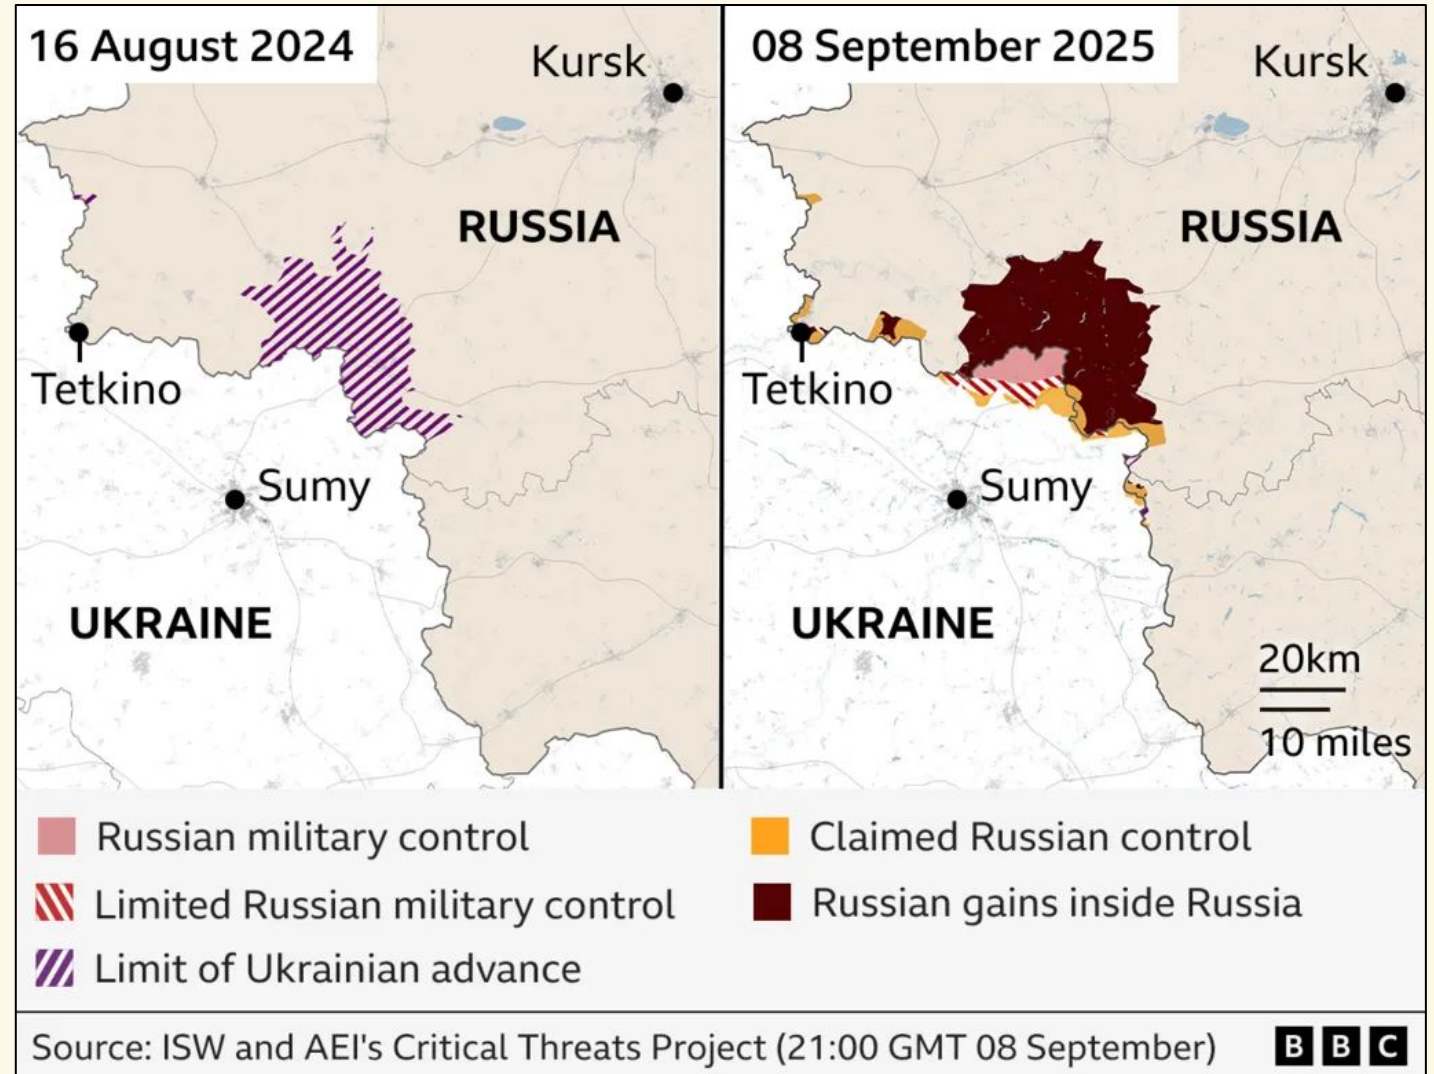 16 August 2024
Kursk
RUSSIA
Tetkino
Sumy
UKRAINE
08 September 2025
Kursk
RUSSIA
Tetkino
Sumy
UKRAINE
20km
10 miles
Russian military control
Limited Russian military control
Limit of Ukrainian advance
Claimed Russian control
Russian gains inside Russia
Source: ISW and AEI's Critical Threats Project (21:00 GMT 08 September)
BBC